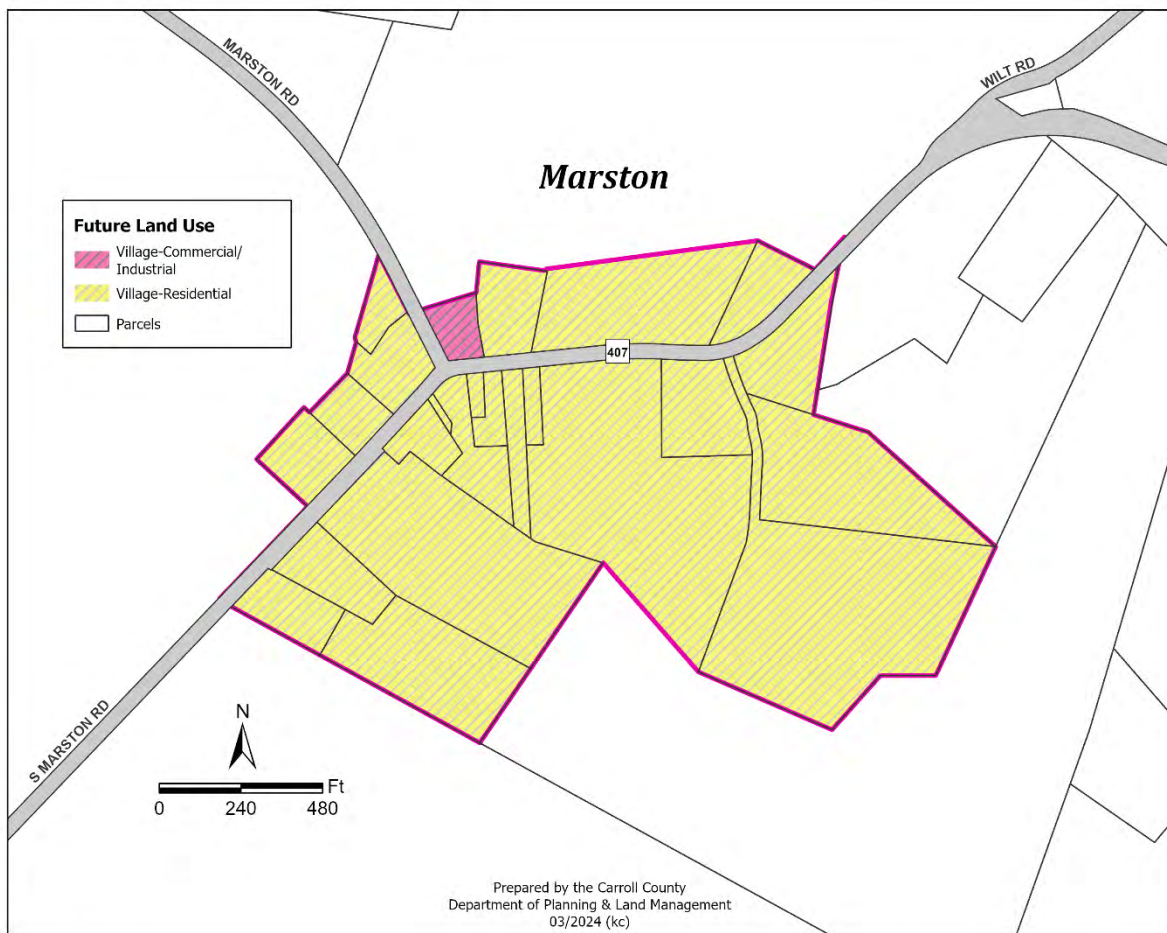 MARSTON RD
WILT RD
Marston
Future Land Use
Village-Commercial/
Industrial
Village-Residential
Parcels
407
S MARSTON RD
N
Ft
0 240 480
Prepared by the Carroll County
Department of Planning & Land Management
03/2024 (kc)